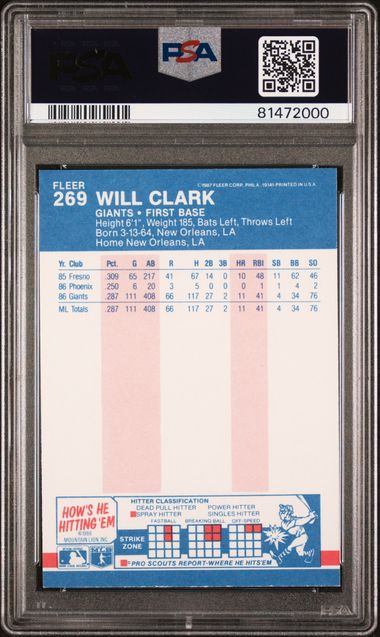 PSA
PSA
81472000
FLEER
269 WILL CLARK
©1987 FLEER CORP., PHILA., 19141-PRINTED IN U.S.A.
GIANTS • FIRST BASE
Height 6'1", Weight 185, Bats Left, Throws Left
Born 3-13-64, New Orleans, LA
Home New Orleans, LA
Yr. Club Pct. G AB R H 2B 3B HR RBI SB BB SO
85 Fresno .309 65 217 41 67 14 0 10 48 11 62 46
86 Phoenix .250 6 20 3 5 0 0 0 1 1 4 2
86 Giants .287 111 408 66 117 27 2 11 41 4 34 76
ML Totals .287 111 408 66 117 27 2 11 41 4 34 76
HOW'S HE
HITTING 'EM
©1986
MOUNTAIN LION, INC.
HITTER CLASSIFICATION
DEAD PULL HITTER POWER HITTER
SPRAY HITTER SINGLES HITTER
FASTBALL BREAKING BALL OFF-SPEED
STRIKE
ZONE
PRO SCOUTS REPORT-WHERE HE HITS'EM